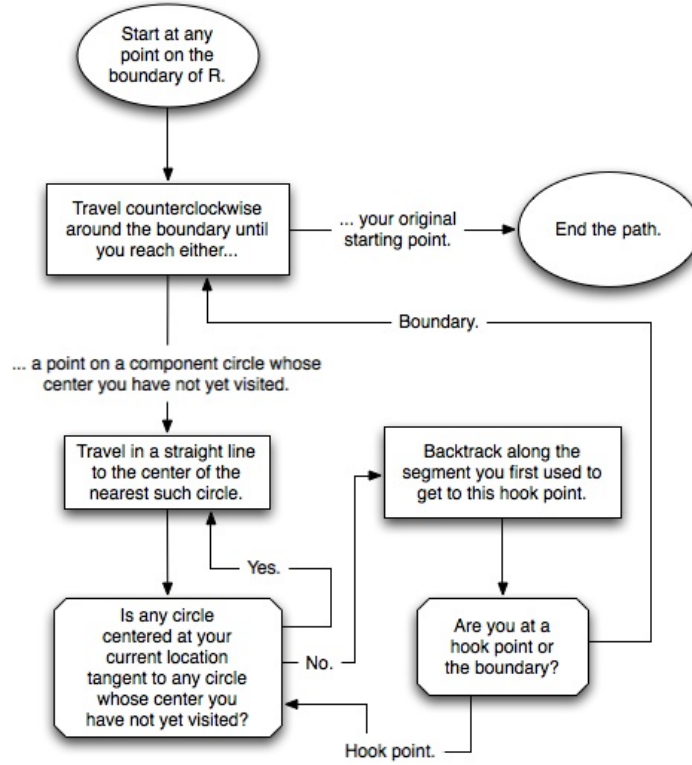 Start at any
point on the
boundary of R.
Travel counterclockwise
around the boundary until
you reach either...
... your original
starting point.
End the path.
Boundary.
... a point on a component circle whose
center you have not yet visited.
Travel in a straight line
to the center of the
nearest such circle.
Backtrack along the
segment you first used to
get to this hook point.
Yes.
Is any circle
centered at your
current location
tangent to any circle
whose center you
have not yet visited?
No.
Are you at a
hook point or
the boundary?
Hook point.